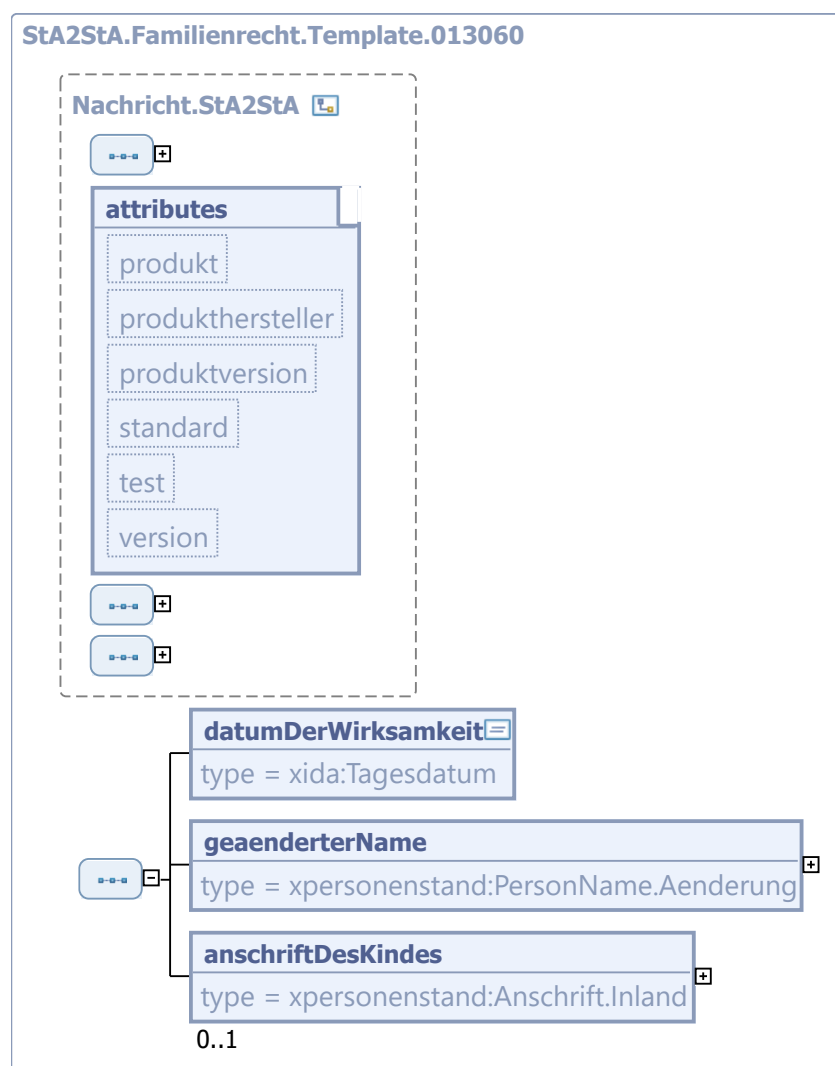 StA2StA.Familienrecht.Template.013060
Nachricht.StA2StA
attributes
produkt
produkthersteller
produktversion
standard
test
version
datumDerWirksamkeit
type = xida:Tagesdatum
geaenderterName
type = xpersonenstand:PersonName.Aenderung
anschriftDesKindes
type = xpersonenstand:Anschrift.Inland
0..1